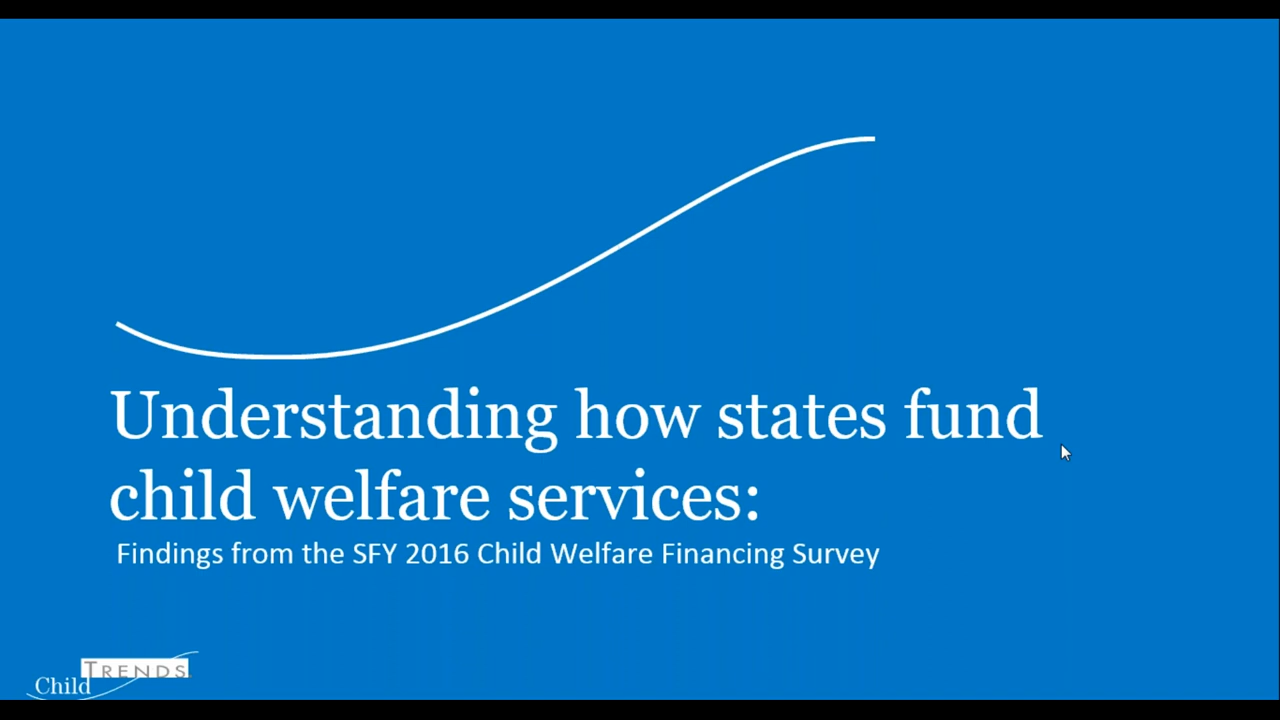 Understanding how states fund
child welfare services:
Findings from the SFY 2016 Child Welfare Financing Survey
TRENDS
Child